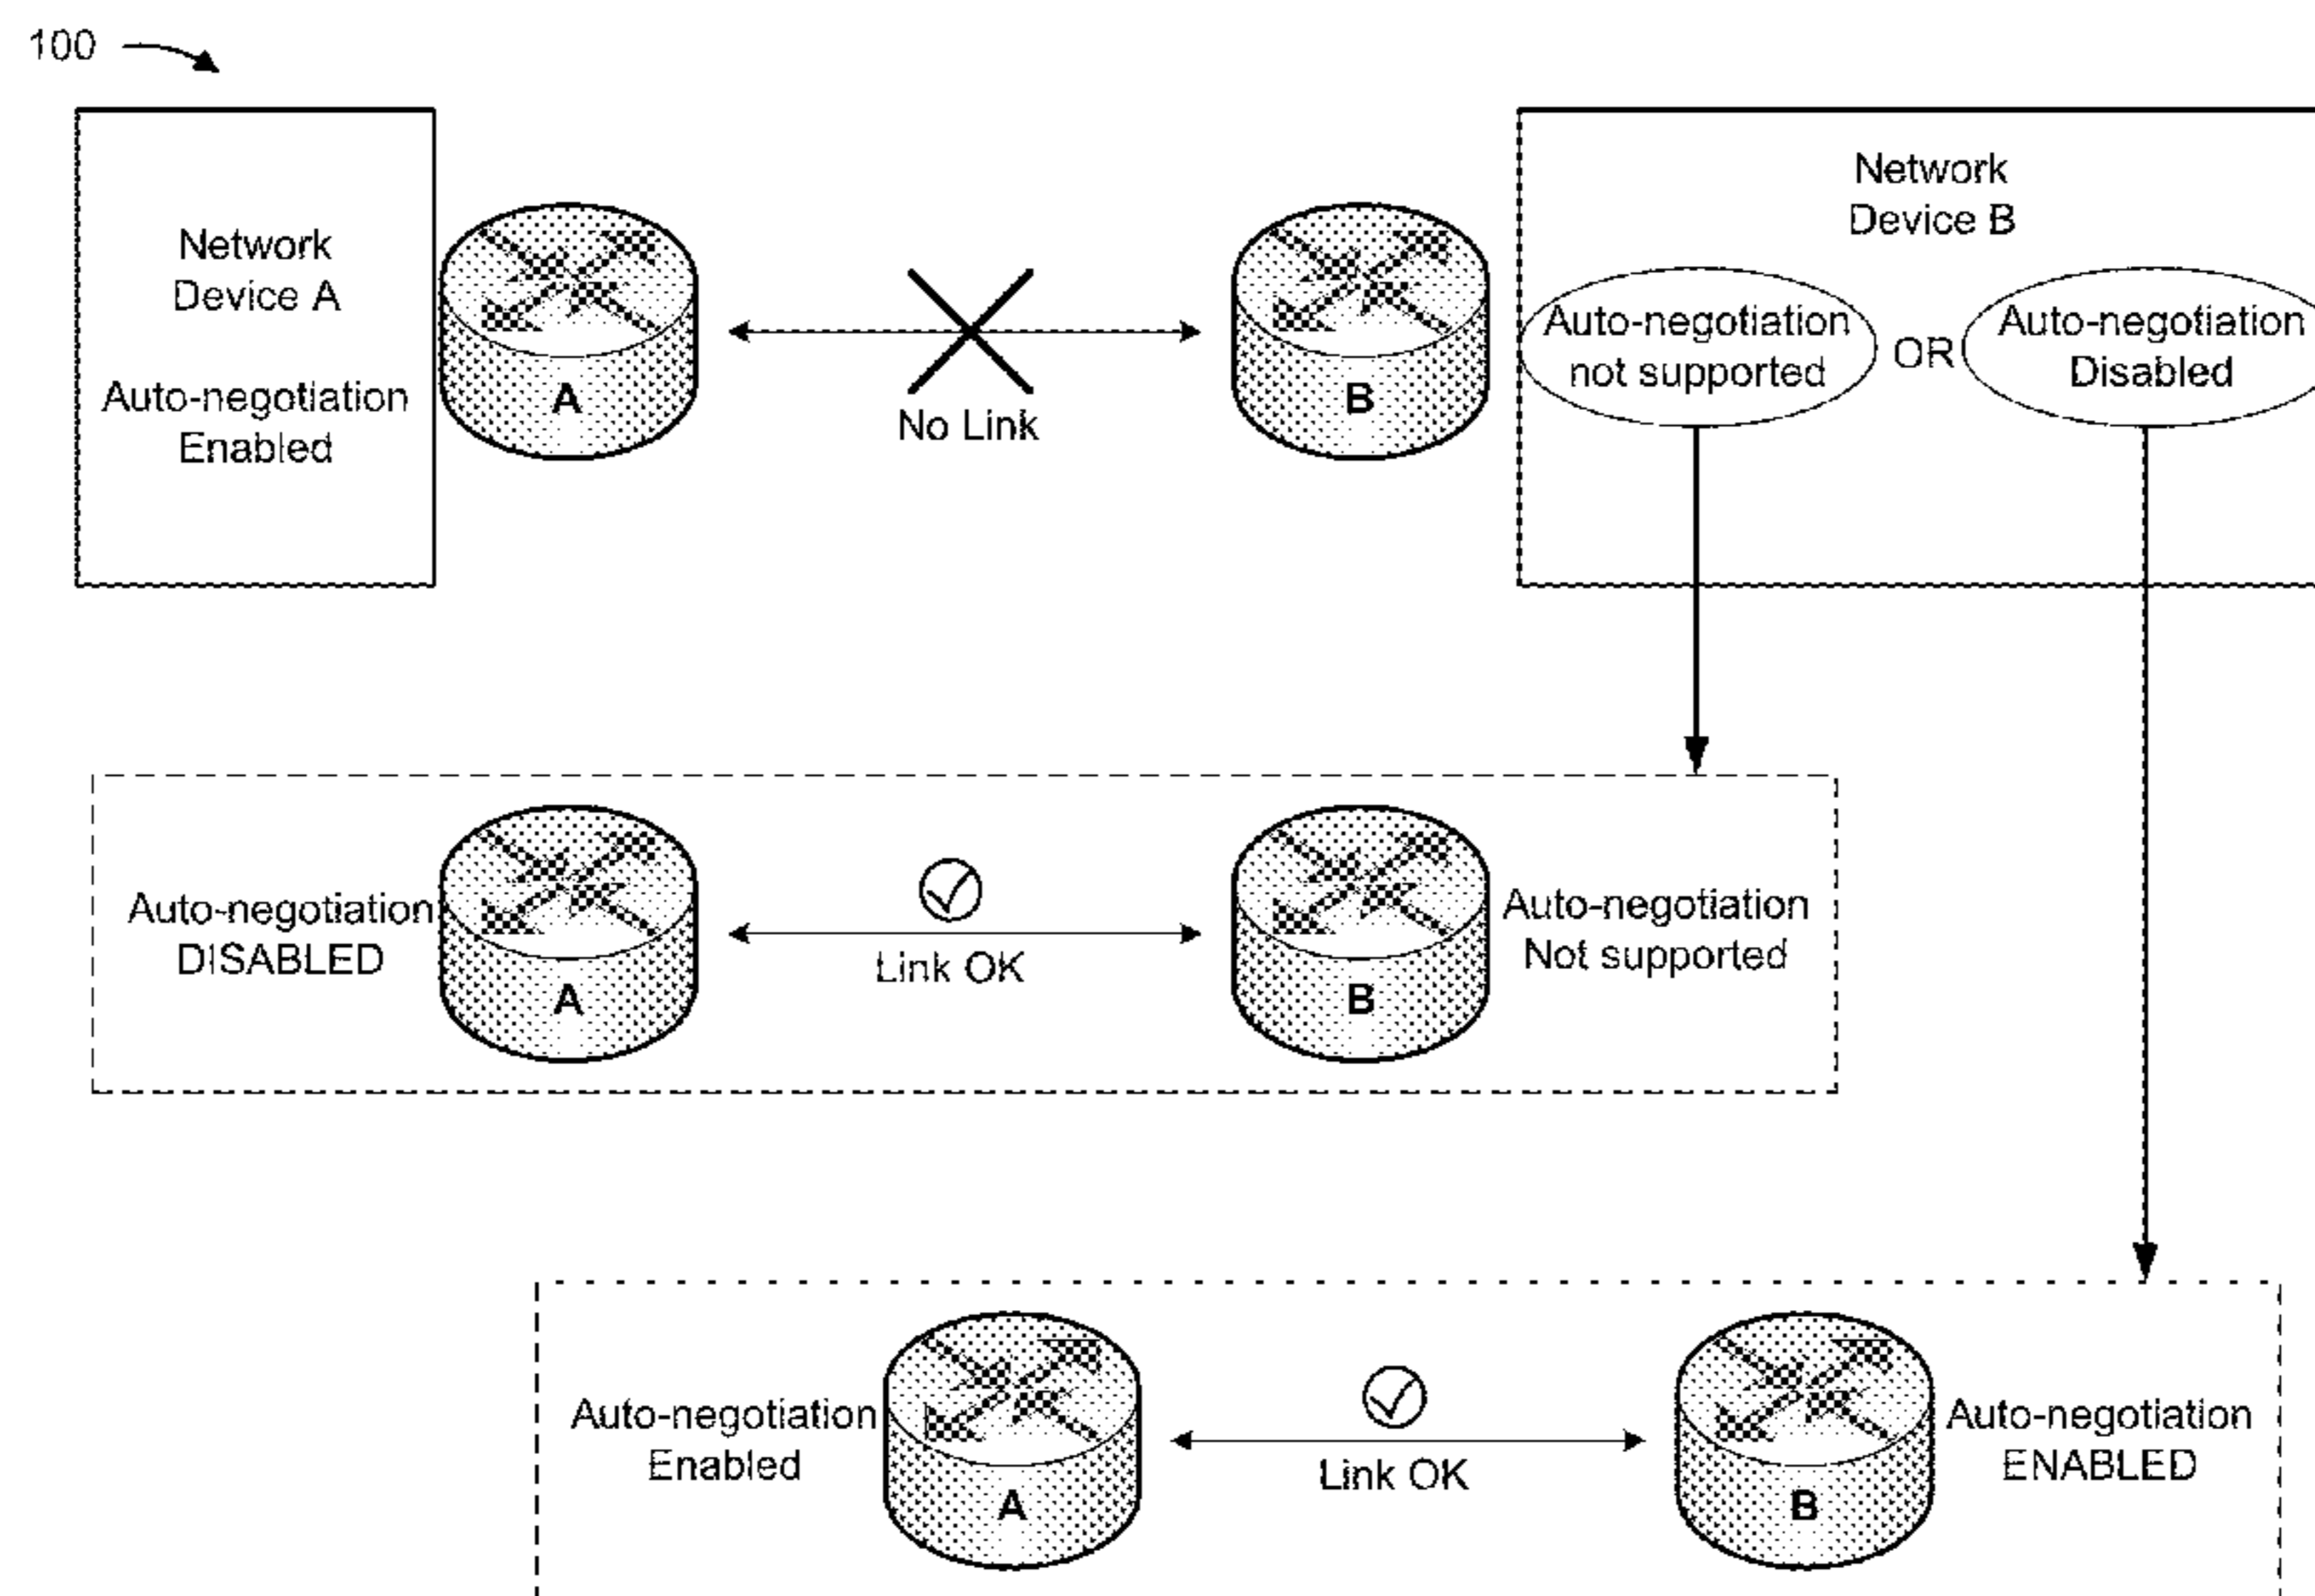 100
Network
Device A
Auto-negotiation
Enabled
A
No Link
B
Network
Device B
Auto-negotiation
not supported
OR
Auto-negotiation
Disabled
Auto-negotiation
DISABLED
A
Link OK
B
Auto-negotiation
Not supported
Auto-negotiation
Enabled
A
Link OK
B
Auto-negotiation
ENABLED